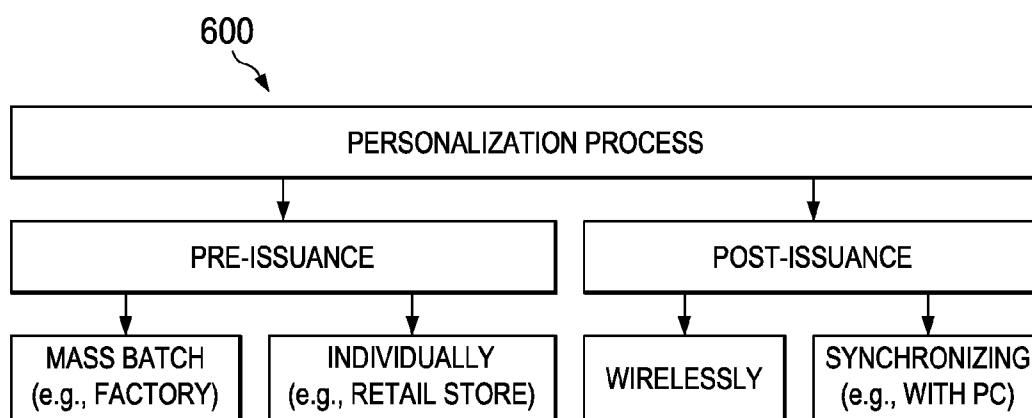 600
PERSONALIZATION PROCESS
PRE-ISSUANCE
POST-ISSUANCE
MASS BATCH
(e.g., FACTORY)
INDIVIDUALLY
(e.g., RETAIL STORE)
WIRELESSLY
SYNCHRONIZING
(e.g., WITH PC)